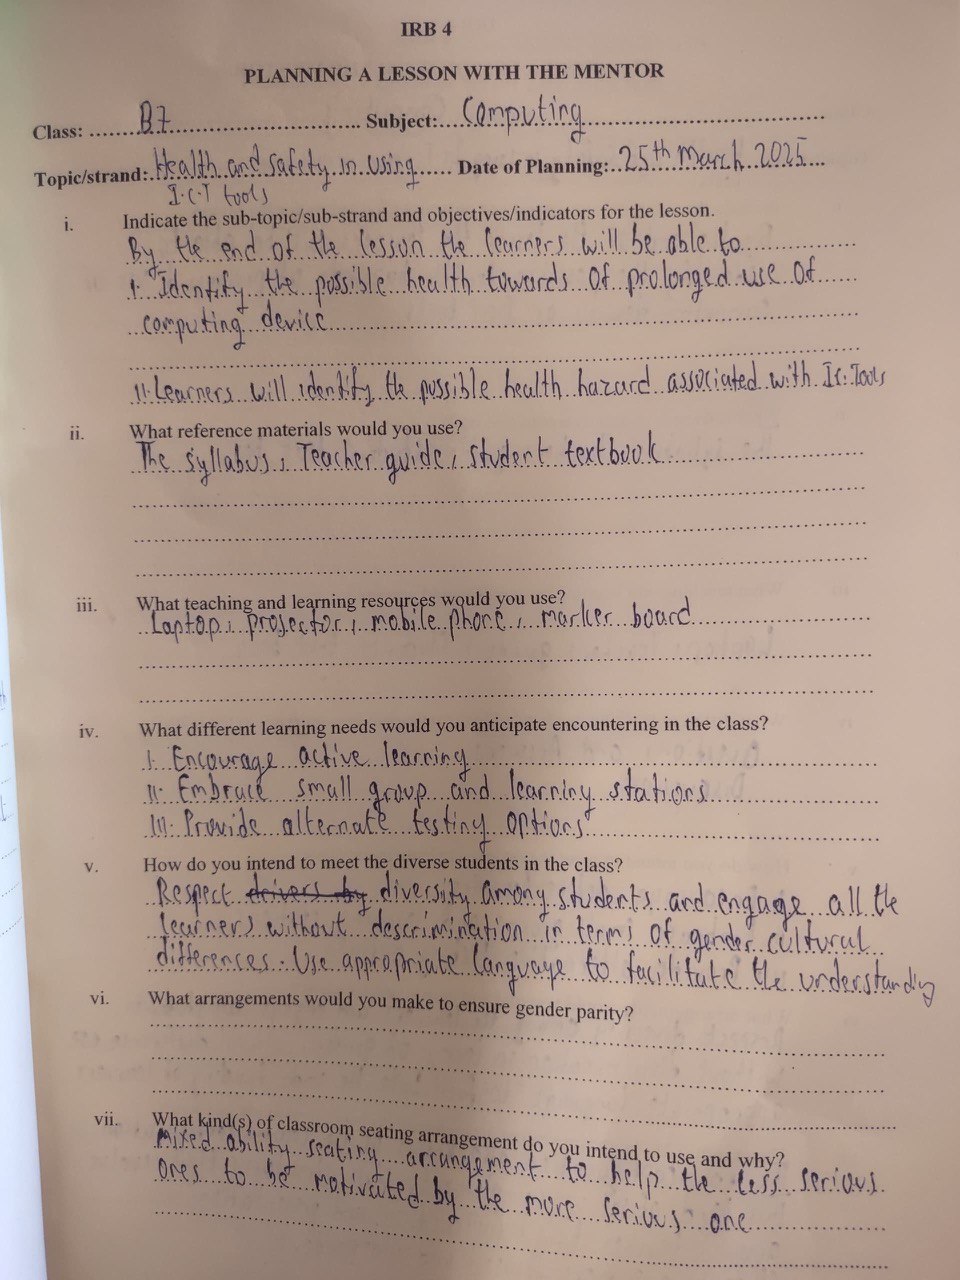 IRB 4
PLANNING A LESSON WITH THE MENTOR
Class: ........B7.............................. Subject:....Computing.......................................
Topic/strand:.Health and safety in using...... Date of Planning:..25th March 2025...
I.C.T tools
i. Indicate the sub-topic/sub-strand and objectives/indicators for the lesson.
By the end of the lesson the learners will be able to
I. Identify the possible health towards of prolonged use of
computing device
II. Learners will identify the possible health hazard associated with Ic. Tools
ii. What reference materials would you use?
The syllabus, Teacher guide, student textbook
iii. What teaching and learning resources would you use?
Laptop, projector, mobile phone, marker board
iv. What different learning needs would you anticipate encountering in the class?
I. Encourage active learning
II. Embrace small group and learning stations
III. Provide alternate testing options
v. How do you intend to meet the diverse students in the class?
Respect drivers by diversity among students and engage all the
learners without descrimination in terms of gender cultural
differences. Use appropriate language to facilitate the understanding
vi. What arrangements would you make to ensure gender parity?
vii. What kind(s) of classroom seating arrangement do you intend to use and why?
Mixed ability seating arrangement to help the less serious
ones to be motivated by the more serious one